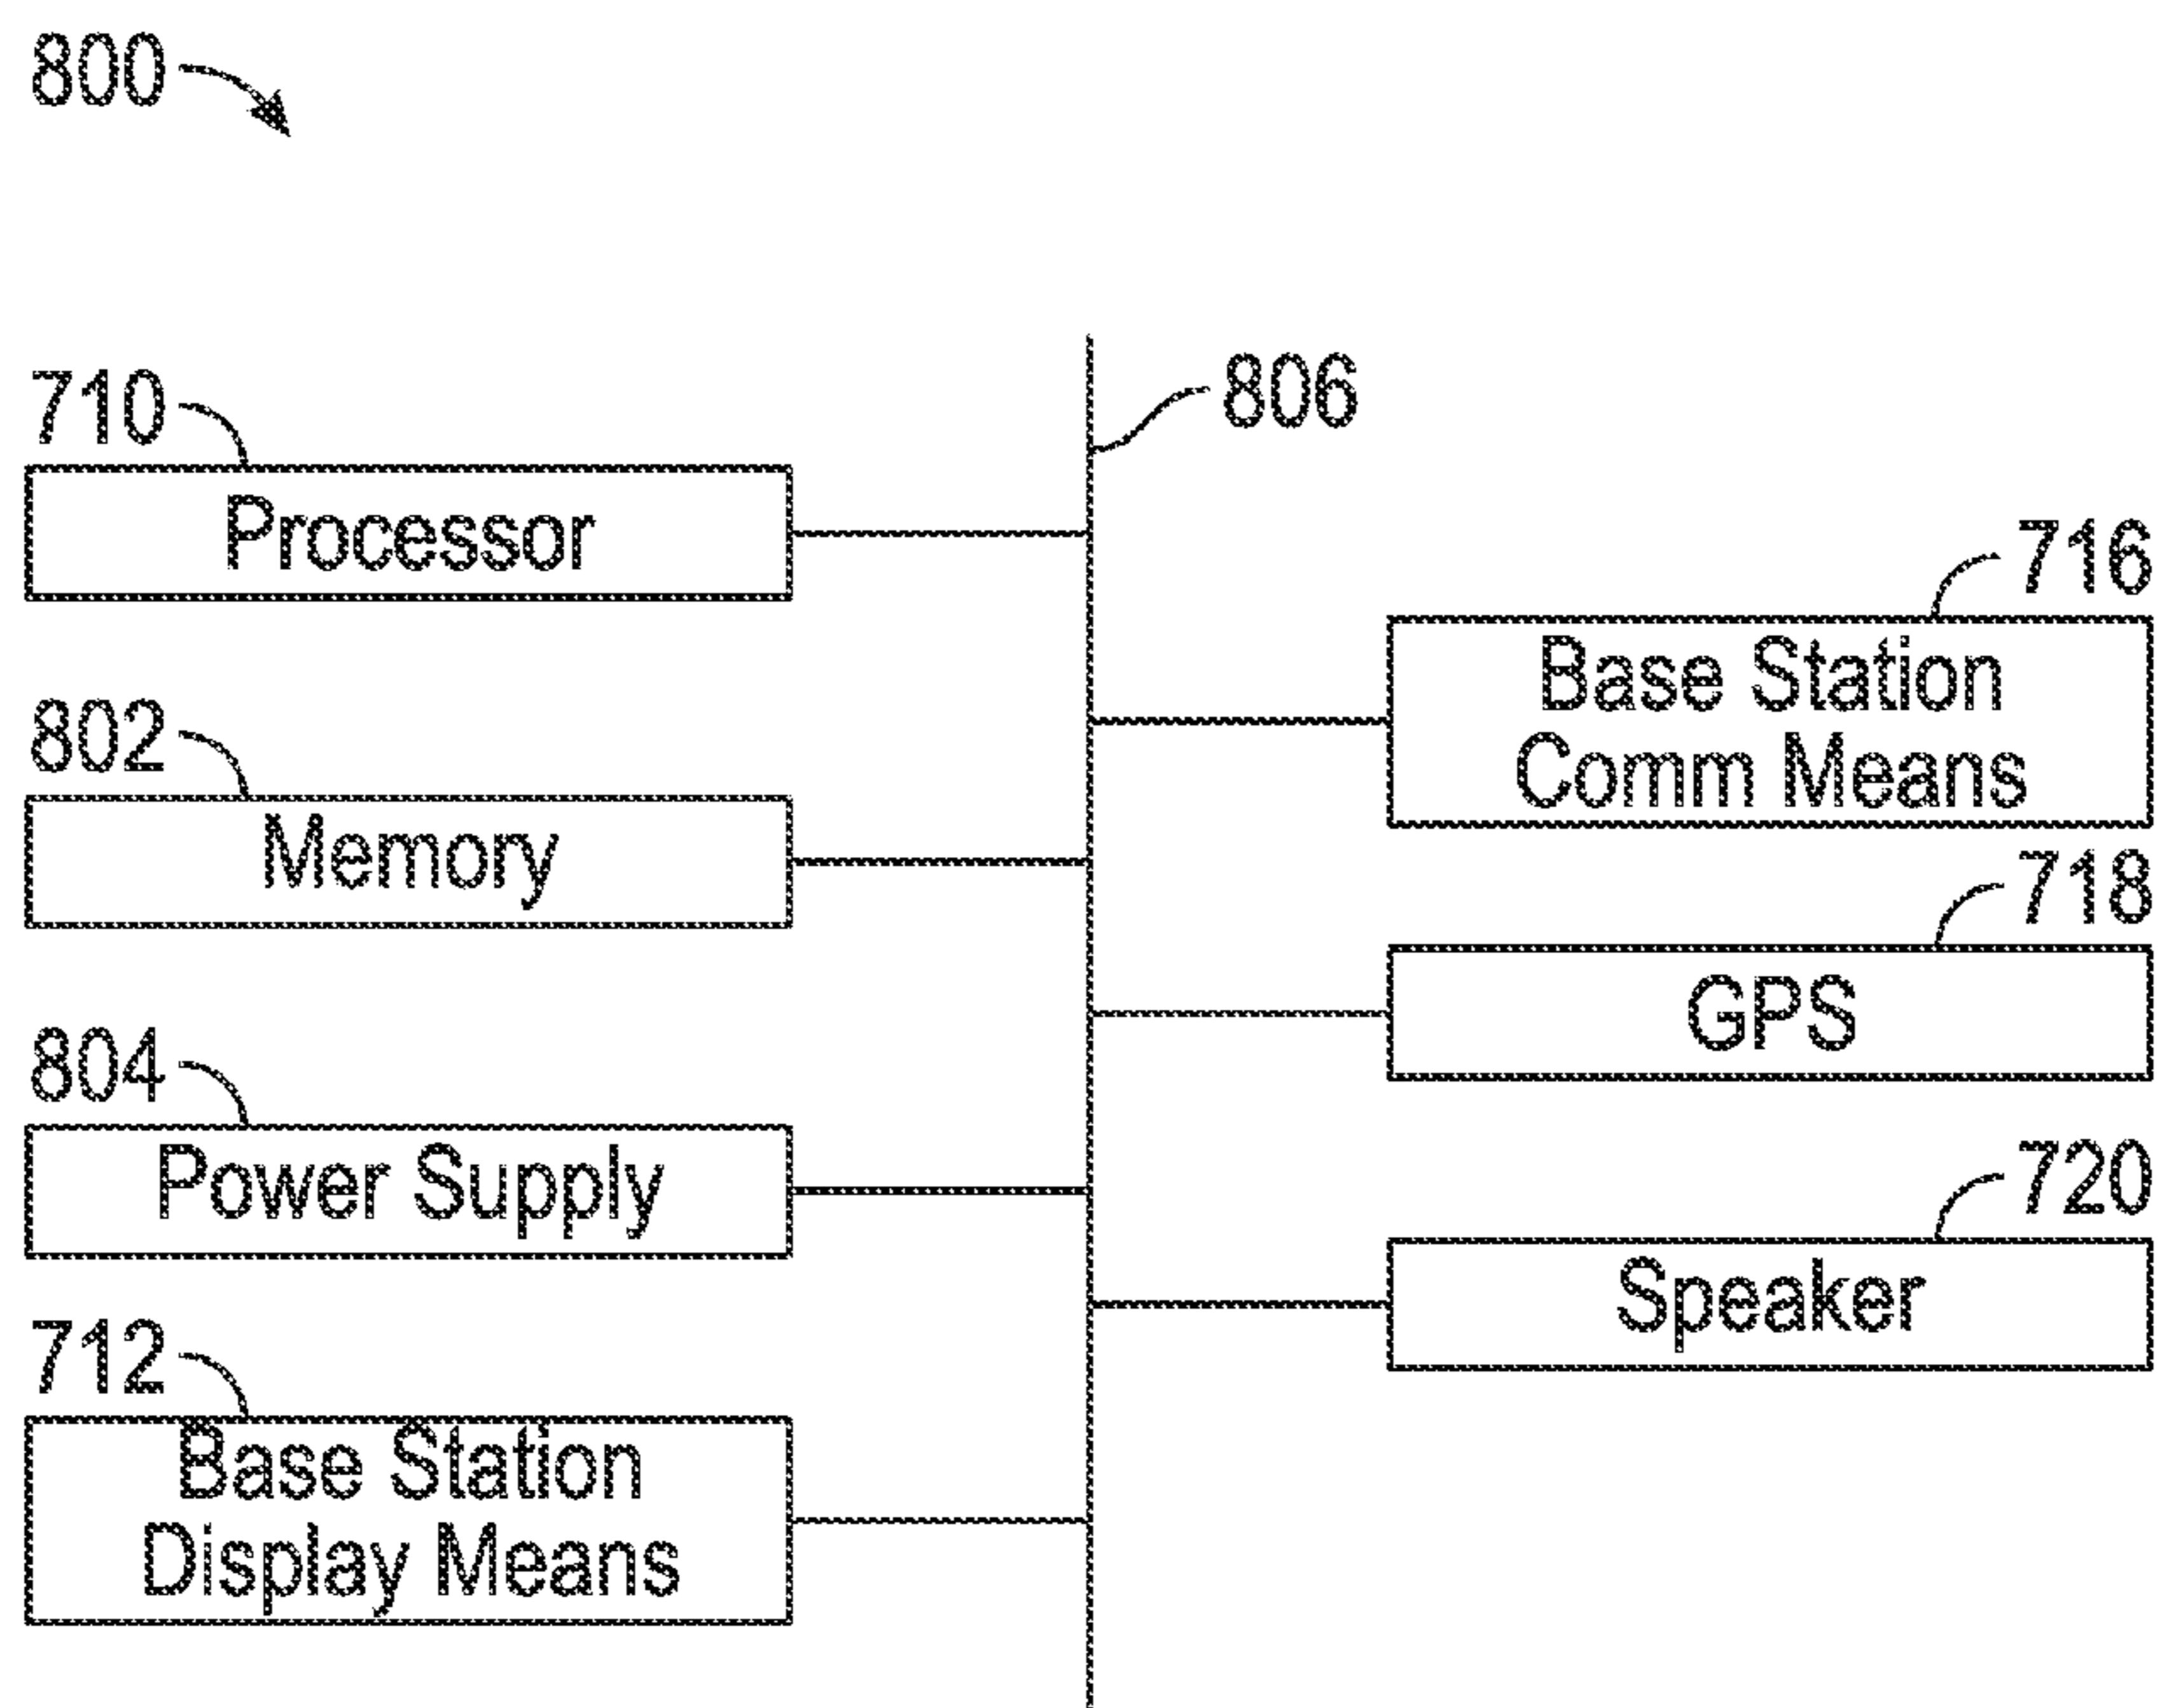 800
710
806
Processor
716
Base Station
Comm Means
802
Memory
718
GPS
804
Power Supply
720
Speaker
712
Base Station
Display Means